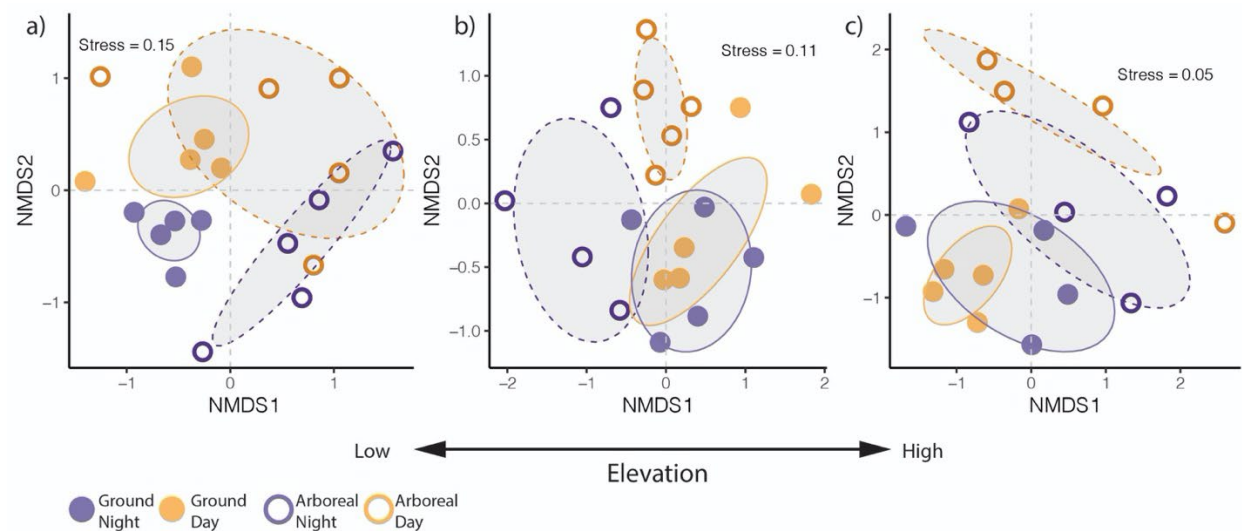 a)
Stress = 0.15
1
0
−1
NMDS2
−1
0
1
NMDS1
b)
Stress = 0.11
1.0
0.5
0.0
−0.5
−1.0
NMDS2
−2
−1
0
1
2
NMDS1
c)
Stress = 0.05
2
1
0
−1
NMDS2
−1
0
1
2
NMDS1
Low
High
Elevation
Ground
Night
Ground
Day
Arboreal
Night
Arboreal
Day